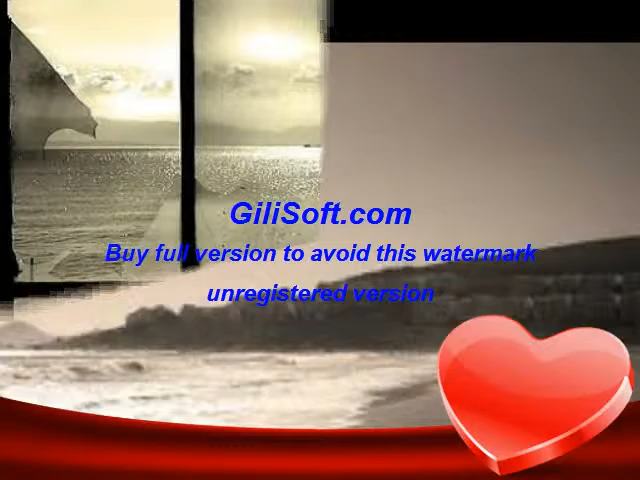 GiliSoft.com
Buy full version to avoid this watermark
unregistered version